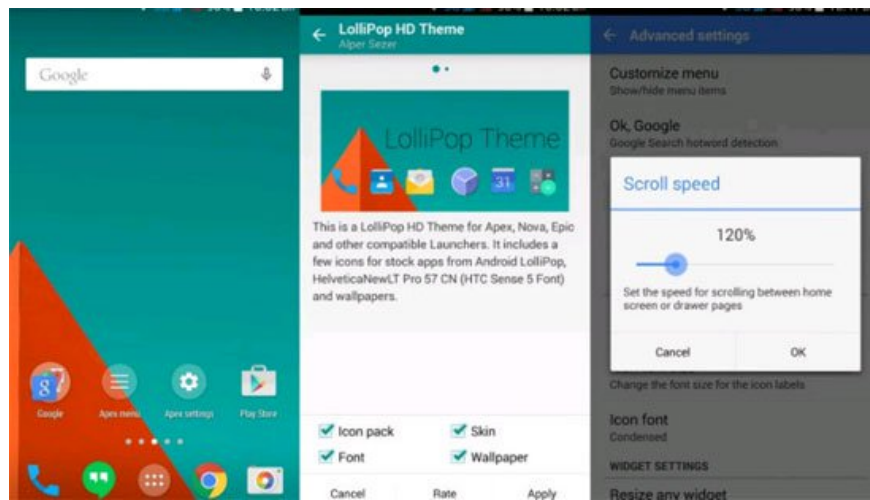 Google
Google
Apex menu
Apex settings
Play Store
LolliPop HD Theme
Alper Sezer
LolliPop Theme
31
This is a LolliPop HD Theme for Apex, Nova, Epic
and other compatible Launchers. It includes a
few icons for stock apps from Android LolliPop,
HelveticaNewLT Pro 57 CN (HTC Sense 5 Font)
and wallpapers.
Icon pack
Skin
Font
Wallpaper
Cancel
Rate
Apply
Advanced settings
Customize menu
Show/hide menu items
Ok, Google
Google Search hotword detection
Scroll speed
120%
Set the speed for scrolling between home
screen or drawer pages
Cancel
OK
Change the font size for the icon labels
Icon font
Condensed
WIDGET SETTINGS
Resize any widget